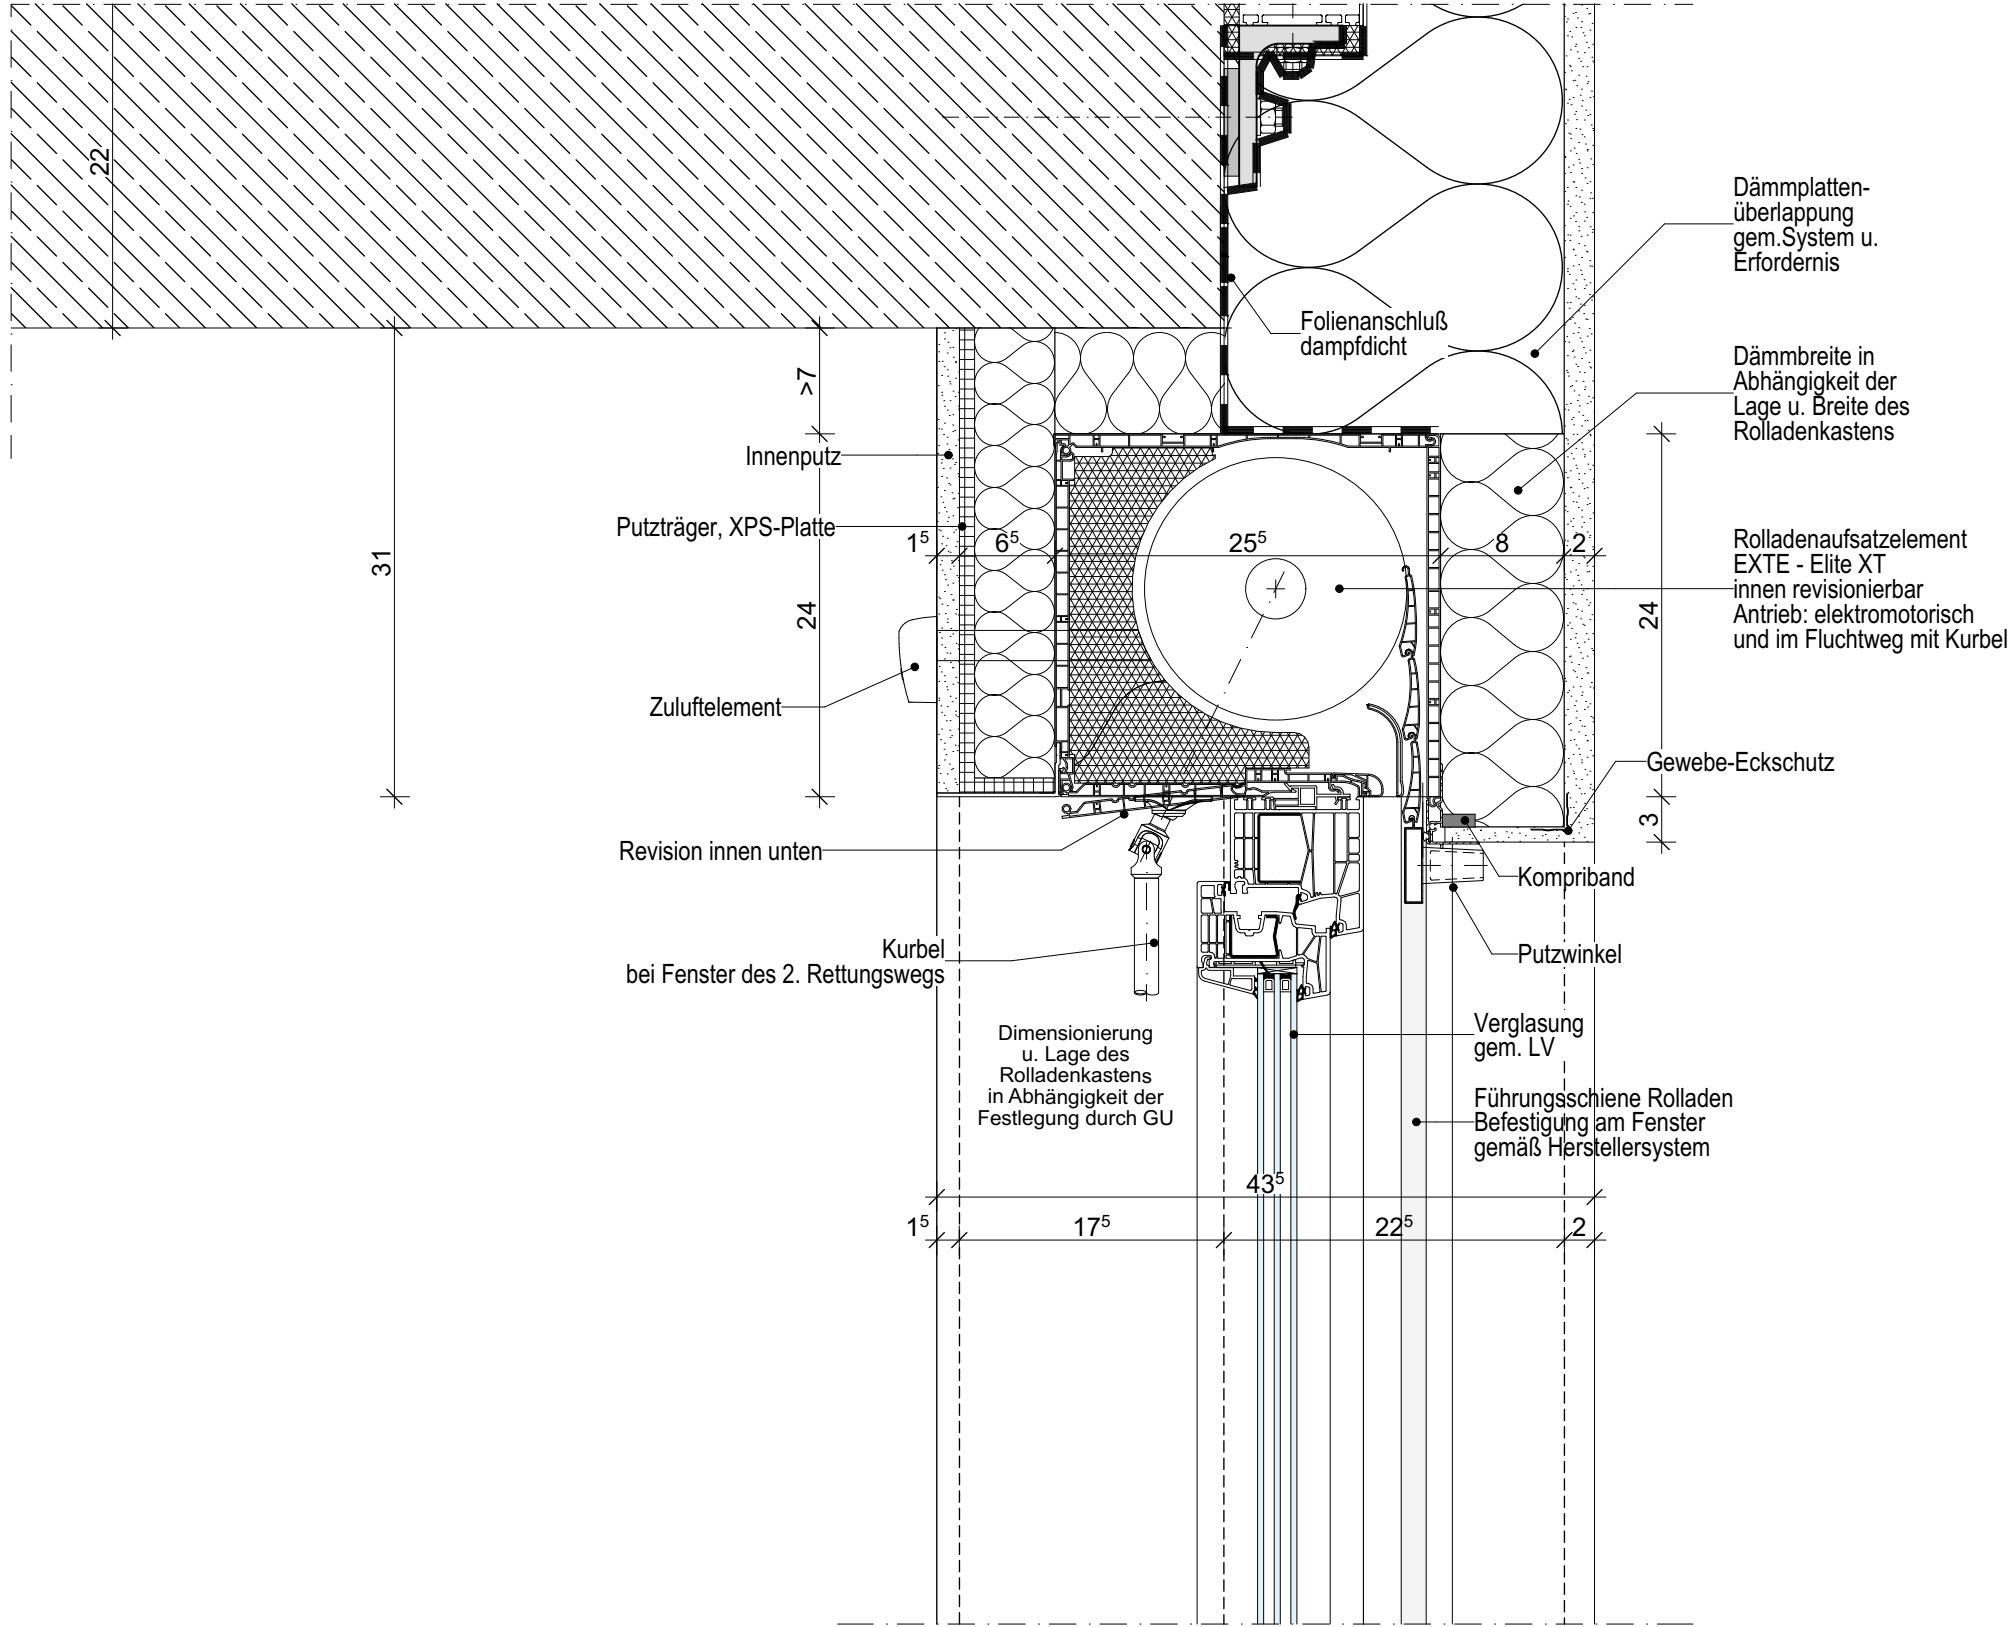 22
Dämmplatten-
überlappung
gem.System u.
Erfordernis
Folienanschluß
dampfdicht
Dämmbreite in
Abhängigkeit der
Lage u. Breite des
Rolladenkastens
>7
Innenputz
Putzträger, XPS-Platte
31
1⁵
6⁵
25⁵
8
2
24
24
Rolladenaufsatzelement
EXTE - Elite XT
innen revisionierbar
Antrieb: elektromotorisch
und im Fluchtweg mit Kurbel
Zuluftelement
Gewebe-Eckschutz
3
Revision innen unten
Kompriband
Kurbel
bei Fenster des 2. Rettungswegs
Putzwinkel
Dimensionierung
u. Lage des
Rolladenkastens
in Abhängigkeit der
Festlegung durch GU
Verglasung
gem. LV
Führungsschiene Rolladen
Befestigung am Fenster
gemäß Herstellersystem
43⁵
1⁵
17⁵
22⁵
2